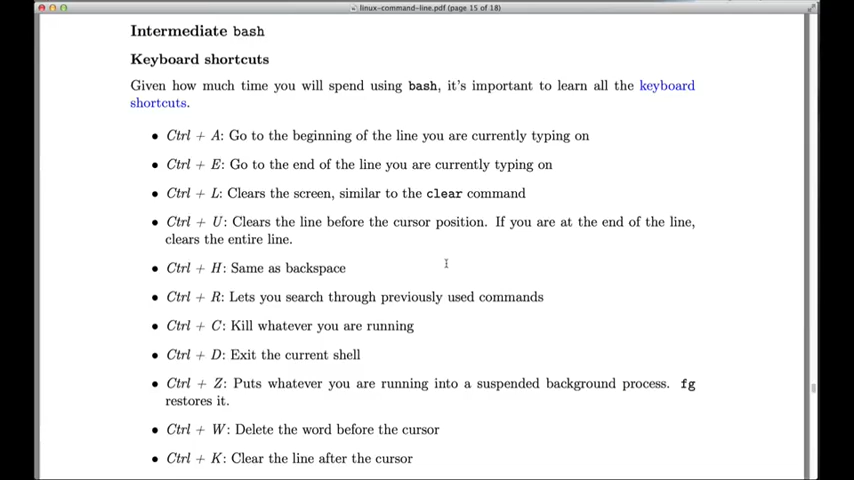 linux-command-line.pdf (page 15 of 18)
Intermediate bash
Keyboard shortcuts
Given how much time you will spend using bash, it's important to learn all the keyboard
shortcuts.
• Ctrl + A: Go to the beginning of the line you are currently typing on
• Ctrl + E: Go to the end of the line you are currently typing on
• Ctrl + L: Clears the screen, similar to the clear command
• Ctrl + U: Clears the line before the cursor position. If you are at the end of the line,
clears the entire line.
• Ctrl + H: Same as backspace
• Ctrl + R: Lets you search through previously used commands
• Ctrl + C: Kill whatever you are running
• Ctrl + D: Exit the current shell
• Ctrl + Z: Puts whatever you are running into a suspended background process. fg
restores it.
• Ctrl + W: Delete the word before the cursor
• Ctrl + K: Clear the line after the cursor